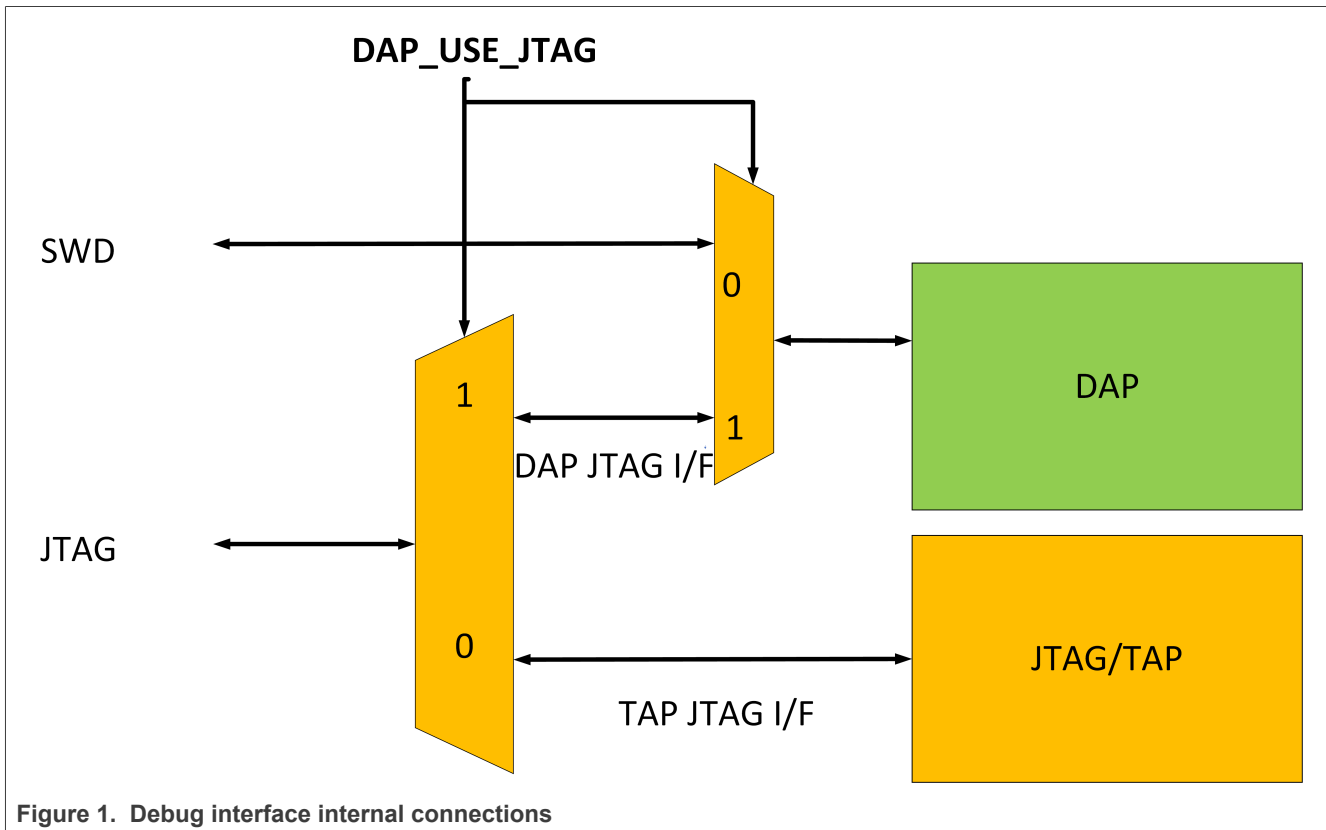 DAP_USE_JTAG
SWD
0
DAP
1
1
DAP JTAG I/F
JTAG
0
JTAG/TAP
TAP JTAG I/F
Figure 1. Debug interface internal connections